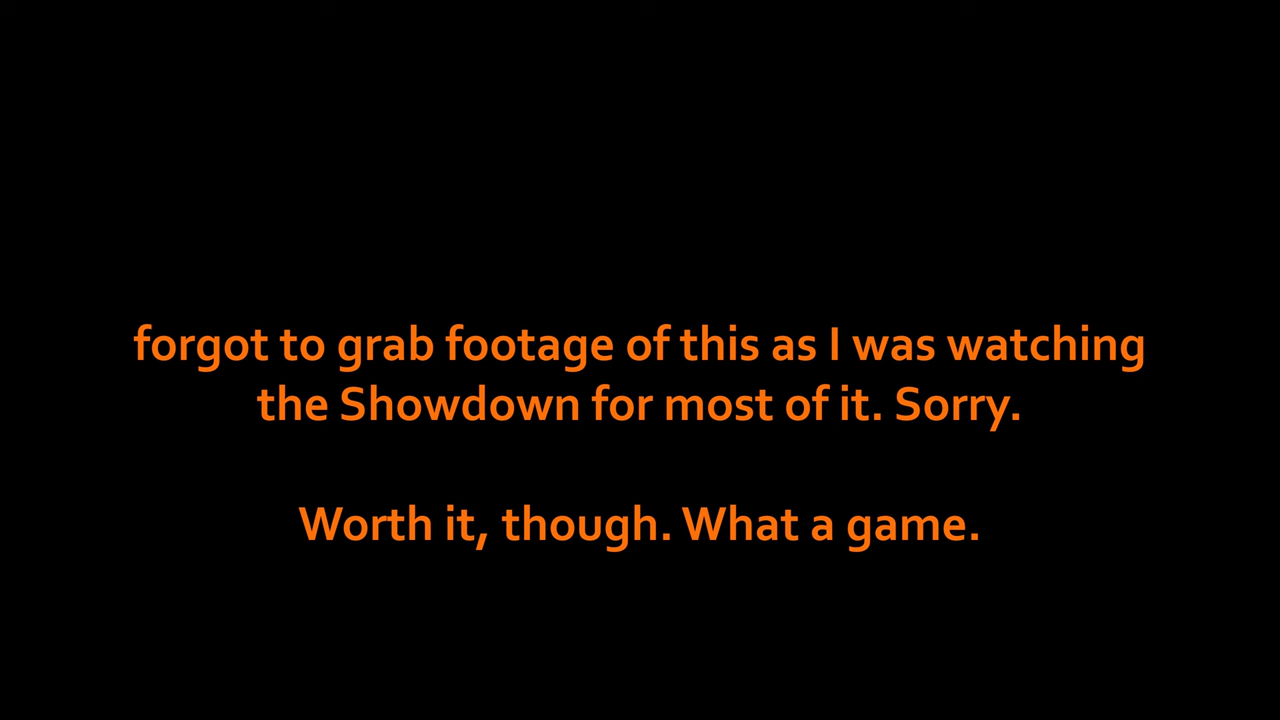 forgot to grab footage of this as I was watching
the Showdown for most of it. Sorry.
Worth it, though. What a game.